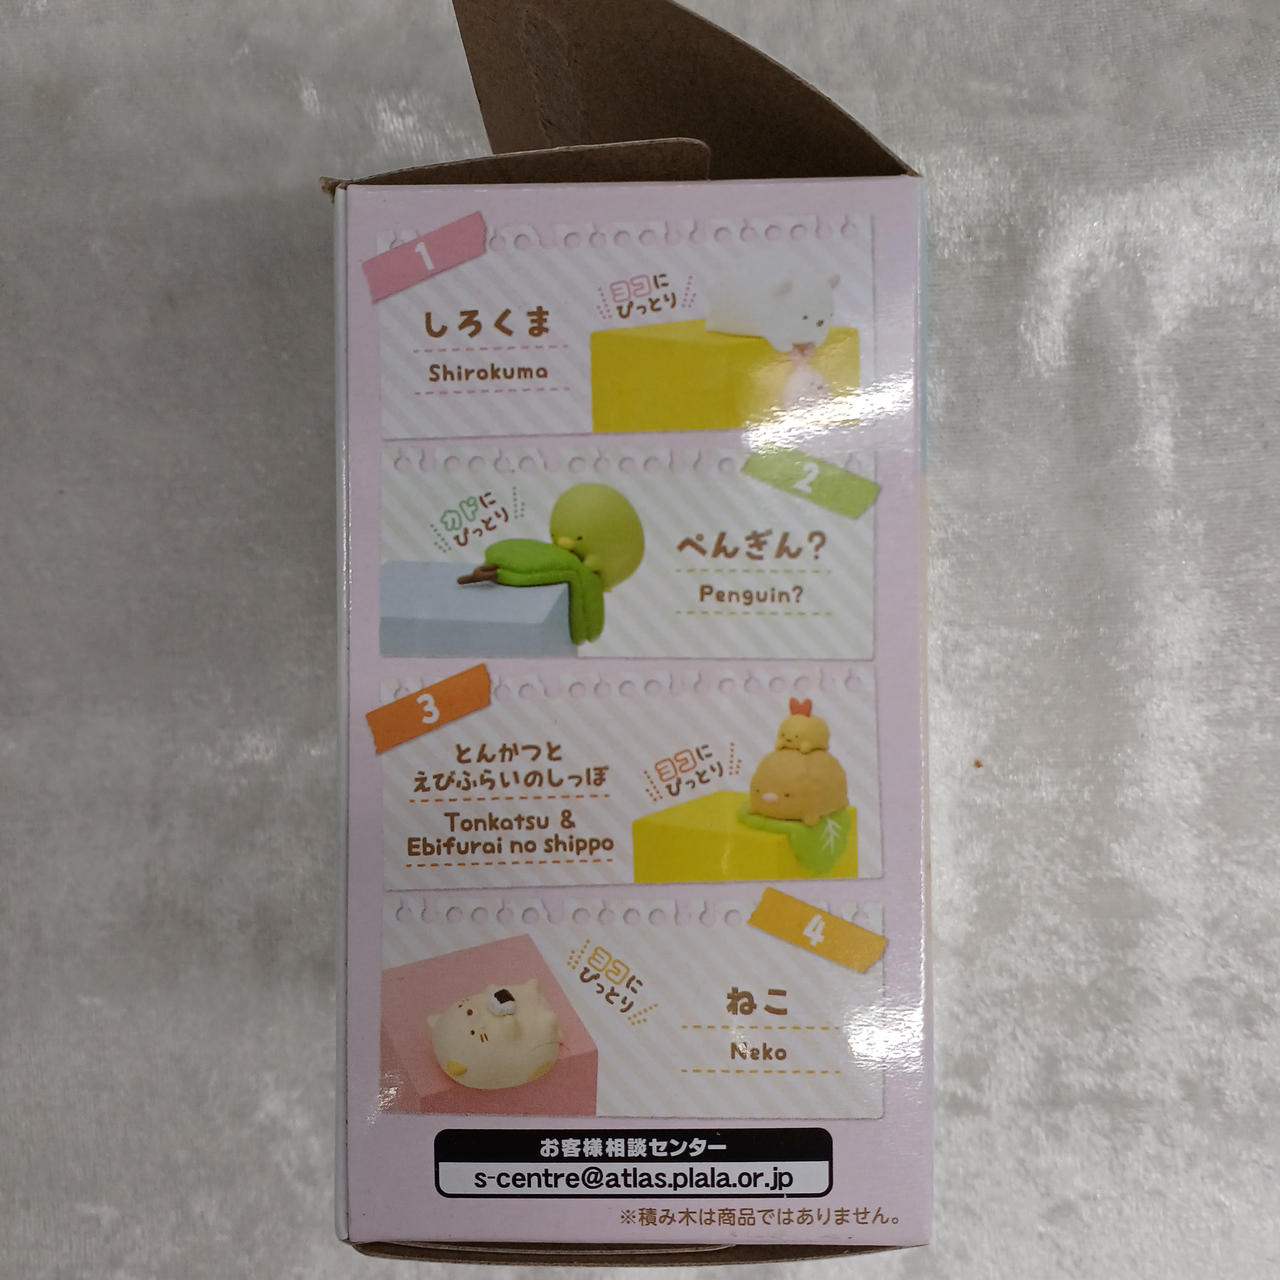 1
しろくま
Shirokuma
ヨコに
ぴっとり
2
カドに
ぴっとり
ぺんぎん?
Penguin?
3
とんかつと
えびふらいのしっぽ
Tonkatsu &
Ebifurai no shippo
ヨコに
ぴっとり
4
ヨコに
ぴっとり
ねこ
Neko
お客様相談センター
s-centre@atlas.plala.or.jp
※積み木は商品ではありません。